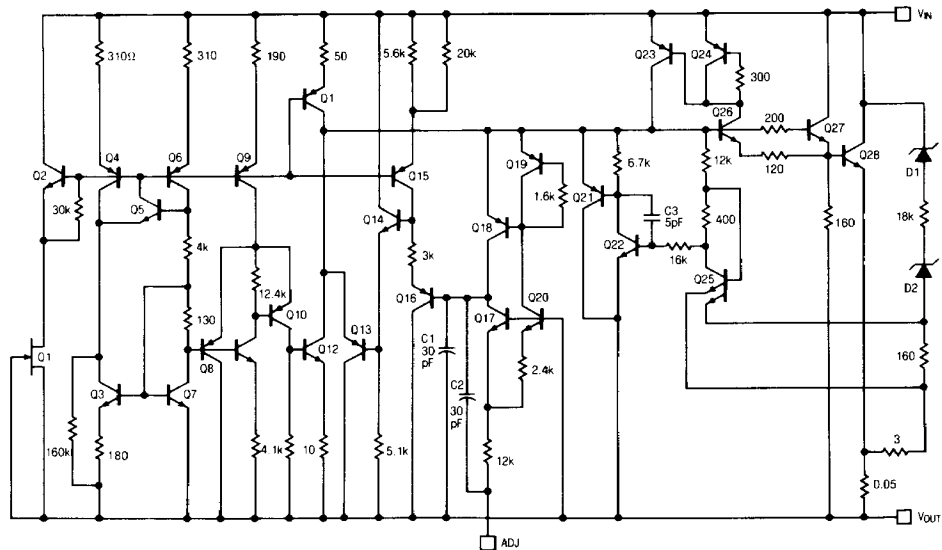 VIN
310Ω
310
190
50
5.6k
20k
Q23
Q24
300
Q1
Q26
200
Q27
Q2
Q4
Q6
Q9
Q15
Q19
6.7k
12k
120
Q28
D1
30k
Q5
Q14
1.6k
Q21
C3
5pF
400
160
18k
4k
3k
Q18
Q22
16k
Q25
D2
12.4k
Q16
Q17
Q20
130
Q10
Q12
Q13
C1
30
pF
Q1
Q8
2.4k
160
Q3
Q7
C2
30
pF
160k
180
4.1k
10
5.1k
12k
3
0.05
VOUT
ADJ